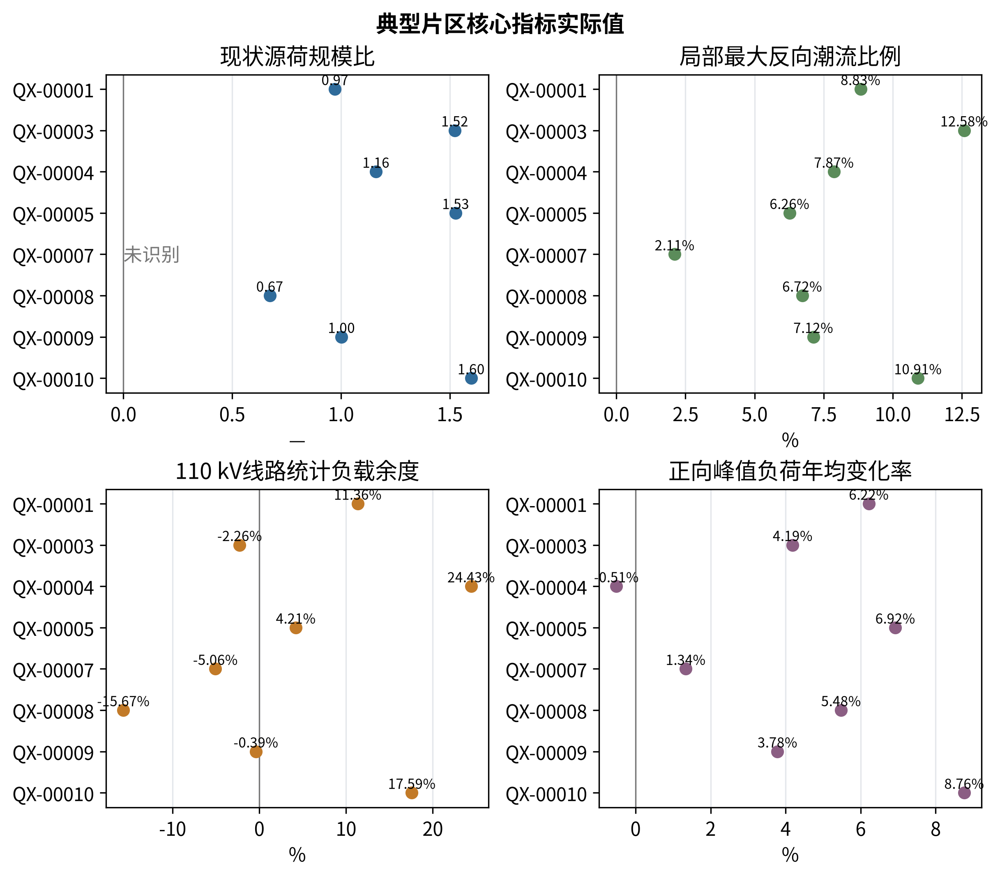 典型片区核心指标实际值
现状源荷规模比
QX-00001
QX-00003
QX-00004
QX-00005
QX-00007
QX-00008
QX-00009
QX-00010
0.97
1.52
1.16
1.53
未识别
0.67
1.00
1.60
0.0 0.5 1.0 1.5
—
局部最大反向潮流比例
QX-00001
QX-00003
QX-00004
QX-00005
QX-00007
QX-00008
QX-00009
QX-00010
8.83%
12.58%
7.87%
6.26%
2.11%
6.72%
7.12%
10.91%
0.0 2.5 5.0 7.5 10.0 12.5
%
110 kV线路统计负载余度
QX-00001
QX-00003
QX-00004
QX-00005
QX-00007
QX-00008
QX-00009
QX-00010
11.36%
-2.26%
24.43%
4.21%
-5.06%
-15.67%
-0.39%
17.59%
-10 0 10 20
%
正向峰值负荷年均变化率
QX-00001
QX-00003
QX-00004
QX-00005
QX-00007
QX-00008
QX-00009
QX-00010
6.22%
4.19%
-0.51%
6.92%
1.34%
5.48%
3.78%
8.76%
0 2 4 6 8
%